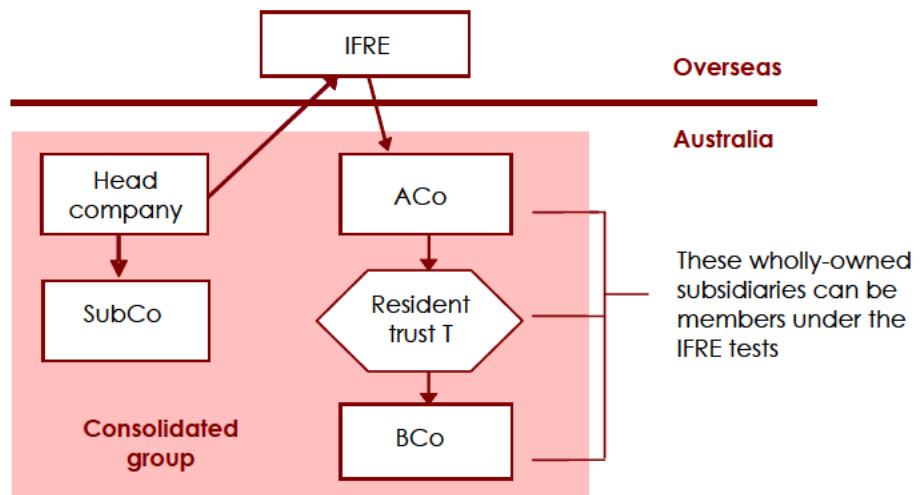 IFRE
Overseas
Australia
Head
company
ACo
SubCo
Resident
trust T
These wholly-owned
subsidiaries can be
members under the
IFRE tests
BCo
Consolidated
group